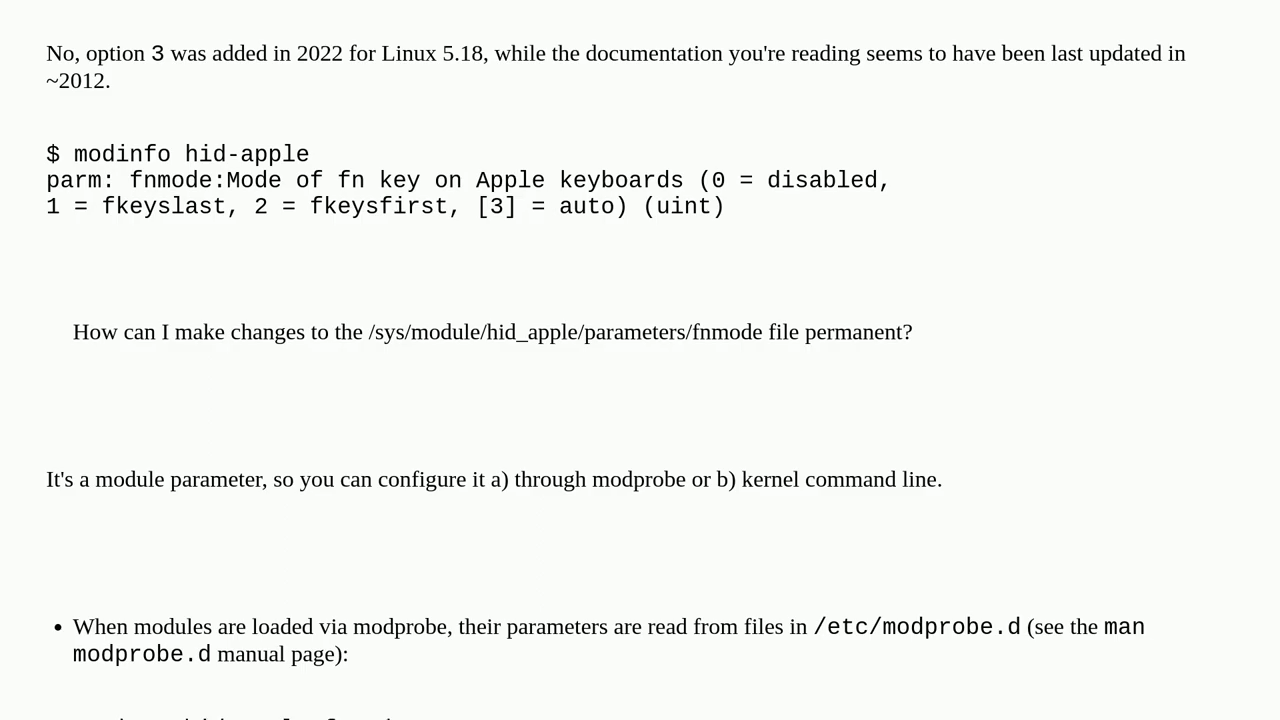 No, option 3 was added in 2022 for Linux 5.18, while the documentation you're reading seems to have been last updated in
~2012.
$ modinfo hid-apple
parm: fnmode:Mode of fn key on Apple keyboards (0 = disabled,
1 = fkeyslast, 2 = fkeysfirst, [3] = auto) (uint)
How can I make changes to the /sys/module/hid_apple/parameters/fnmode file permanent?
It's a module parameter, so you can configure it a) through modprobe or b) kernel command line.
• When modules are loaded via modprobe, their parameters are read from files in /etc/modprobe.d (see the man
modprobe.d manual page):